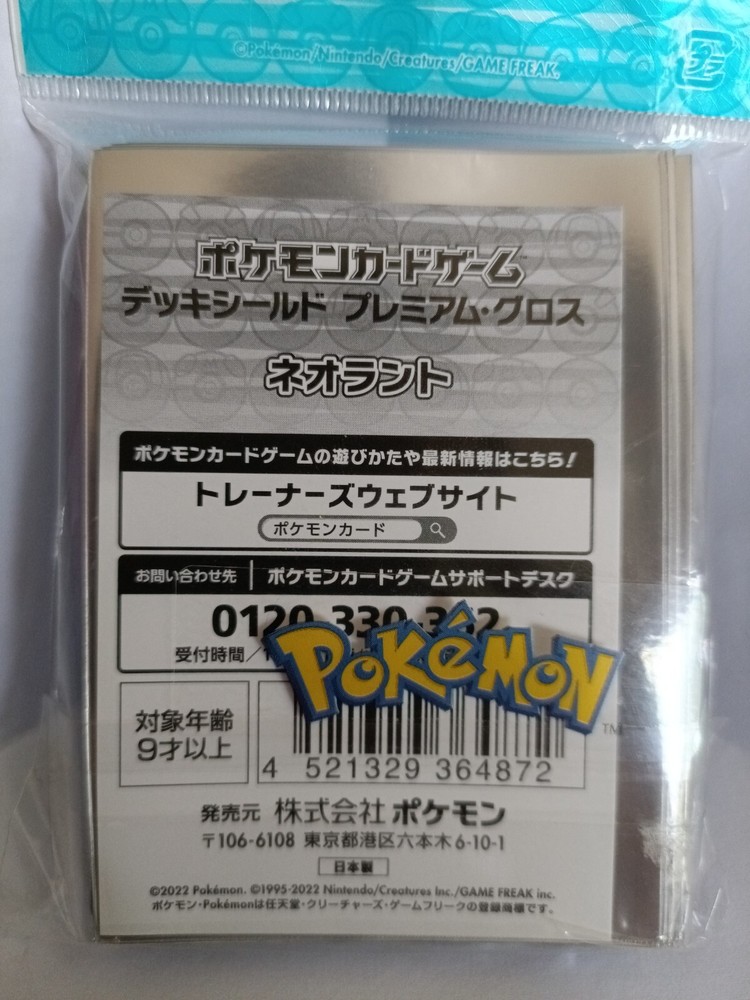 ©Pokémon/Nintendo/Creatures/GAME FREAK.
ポケモンカードゲーム
デッキシールド プレミアム・グロス
ネオラント
ポケモンカードゲームの遊びかたや最新情報はこちら！
トレーナーズウェブサイト
ポケモンカード
お問い合わせ先 ポケモンカードゲームサポートデスク
0120-330-3
受付時間／
POKéMON
TM
対象年齢
9才以上
4 521329 364872
発売元 株式会社 ポケモン
〒106-6108 東京都港区六本木6-10-1
日本製
©2022 Pokémon. ©1995-2022 Nintendo/Creatures Inc./GAME FREAK inc.
ポケモン・Pokémonは任天堂・クリーチャーズ・ゲームフリークの登録商標です。